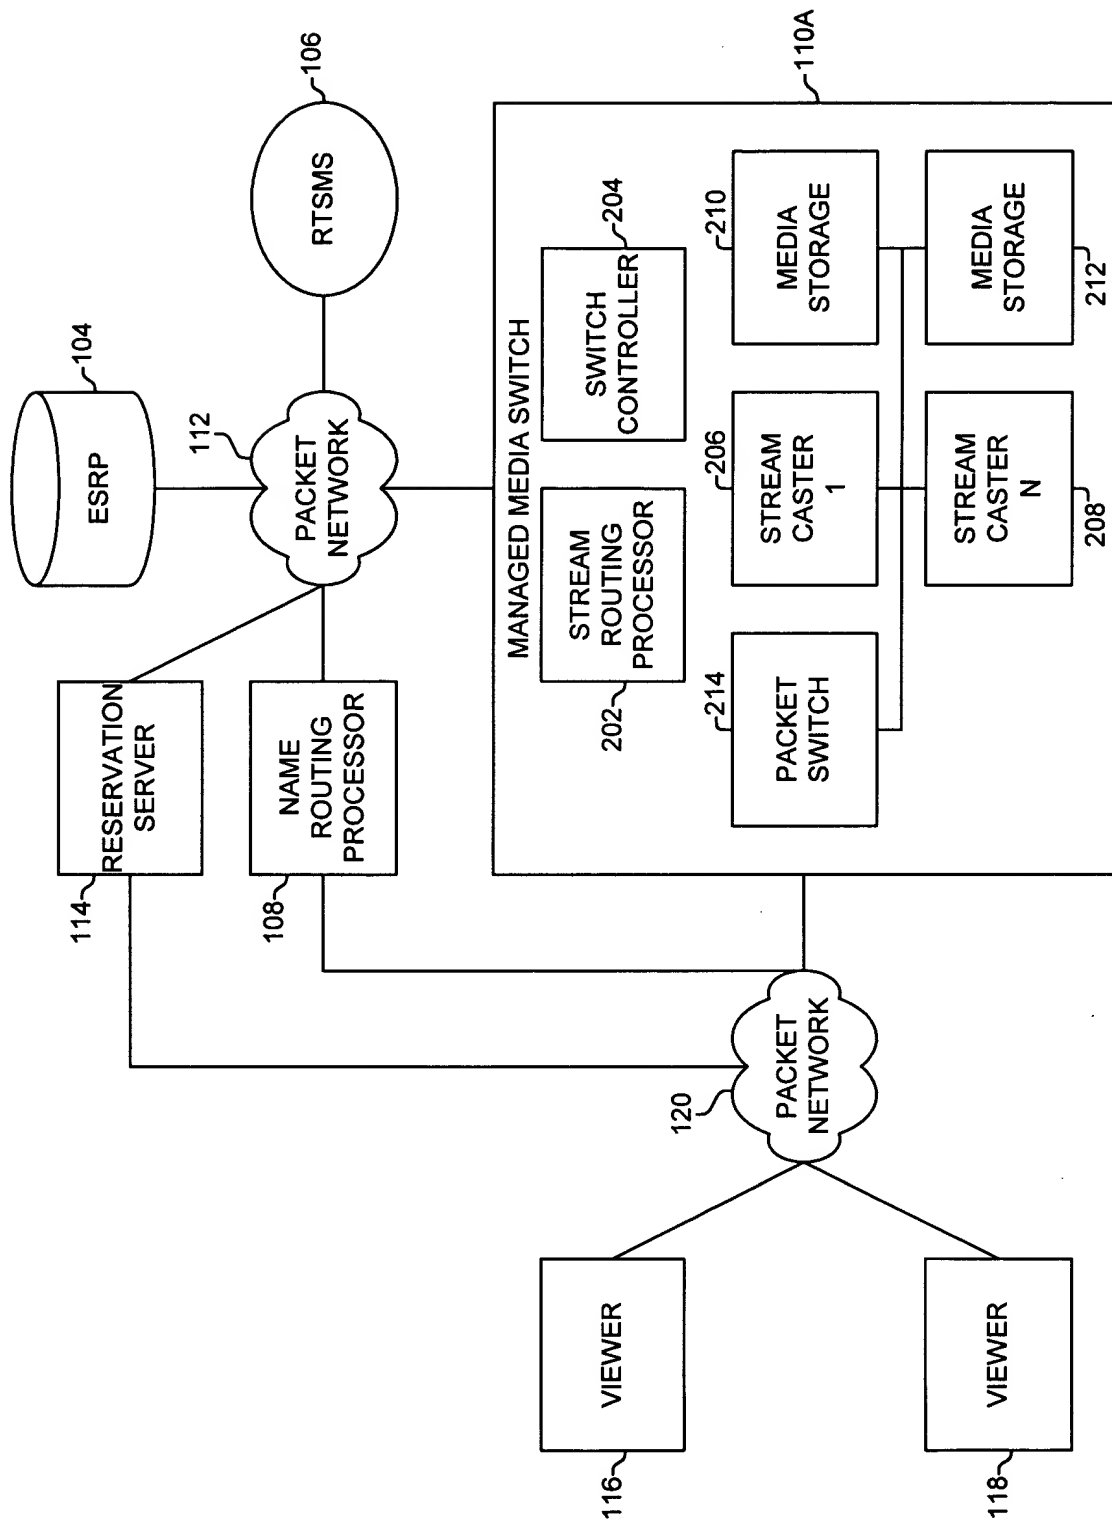 ESRP
104
RTSMS
106
112
PACKET
NETWORK
RESERVATION
SERVER
114
NAME
ROUTING
PROCESSOR
108
MANAGED MEDIA SWITCH
110A
STREAM
ROUTING
PROCESSOR
202
SWITCH
CONTROLLER
204
214
PACKET
SWITCH
206
STREAM
CASTER
1
210
MEDIA
STORAGE
STREAM
CASTER
N
208
MEDIA
STORAGE
212
120
PACKET
NETWORK
VIEWER
116
VIEWER
118